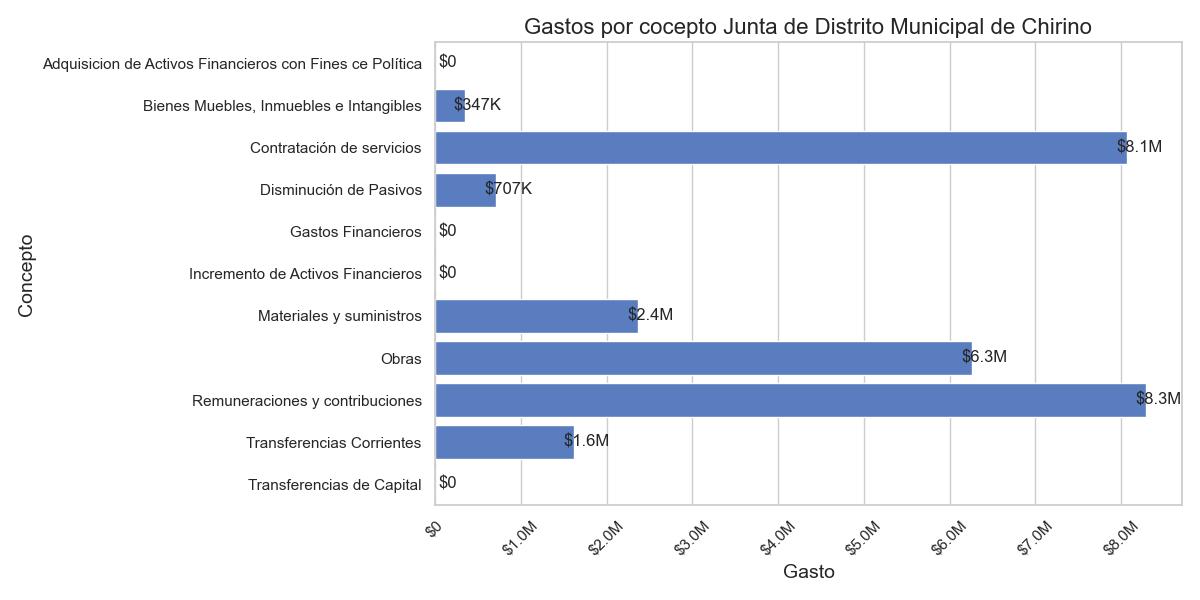 Gastos por cocepto Junta de Distrito Municipal de Chirino
Concepto
Adquisicion de Activos Financieros con Fines ce Política $0
Bienes Muebles, Inmuebles e Intangibles $347K
Contratación de servicios $8.1M
Disminución de Pasivos $707K
Gastos Financieros $0
Incremento de Activos Financieros $0
Materiales y suministros $2.4M
Obras $6.3M
Remuneraciones y contribuciones $8.3M
Transferencias Corrientes $1.6M
Transferencias de Capital $0
$0 $1.0M $2.0M $3.0M $4.0M $5.0M $6.0M $7.0M $8.0M
Gasto